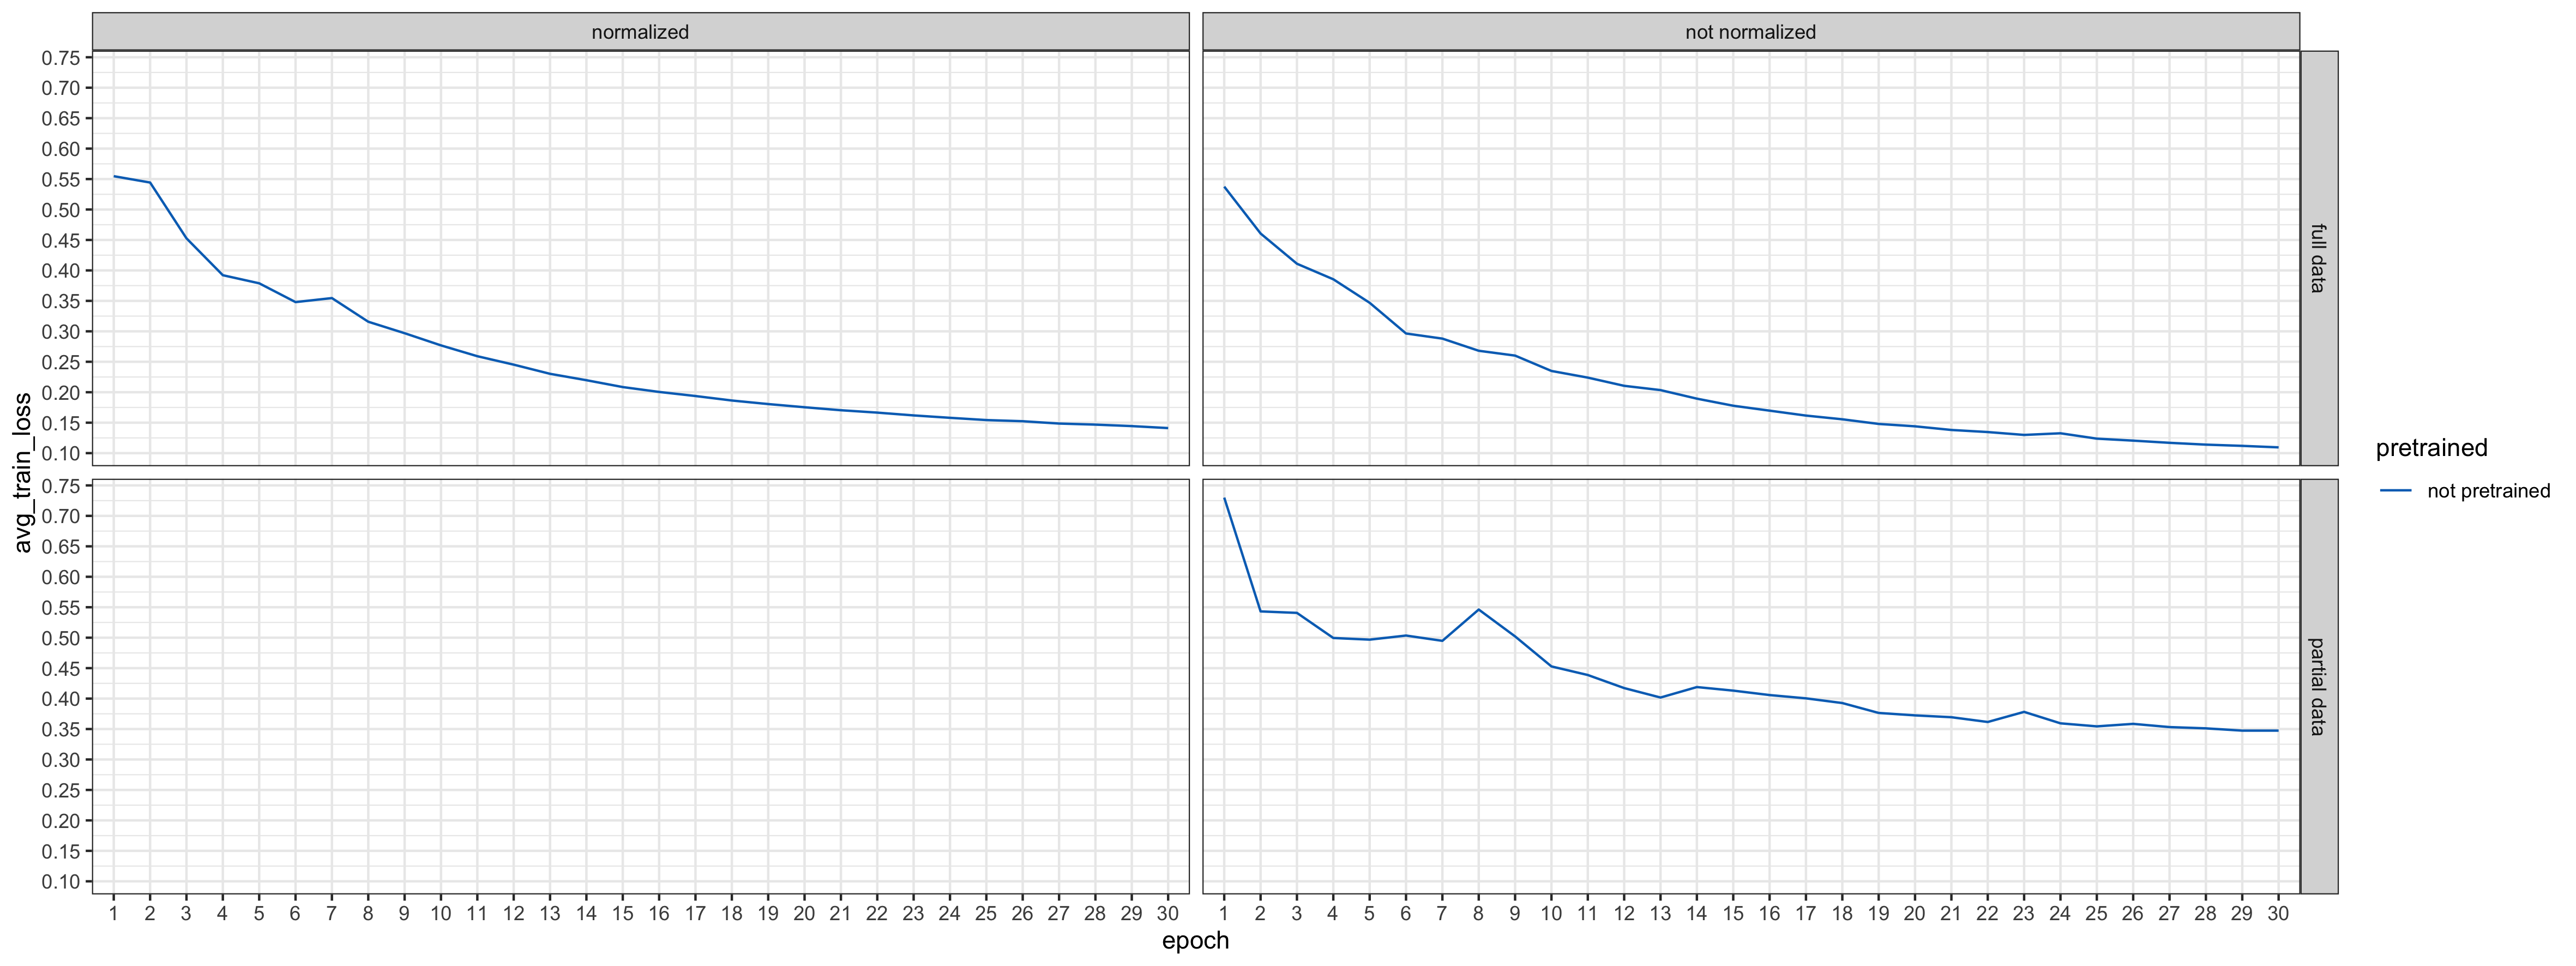 normalized
not normalized
0.75
0.70
0.65
0.60
0.55
0.50
0.45
0.40
0.35
0.30
0.25
0.20
0.15
0.10
full data
0.75
0.70
0.65
0.60
0.55
0.50
0.45
0.40
0.35
0.30
0.25
0.20
0.15
0.10
partial data
avg_train_loss
1 2 3 4 5 6 7 8 9 10 11 12 13 14 15 16 17 18 19 20 21 22 23 24 25 26 27 28 29 30
1 2 3 4 5 6 7 8 9 10 11 12 13 14 15 16 17 18 19 20 21 22 23 24 25 26 27 28 29 30
epoch
pretrained
not pretrained